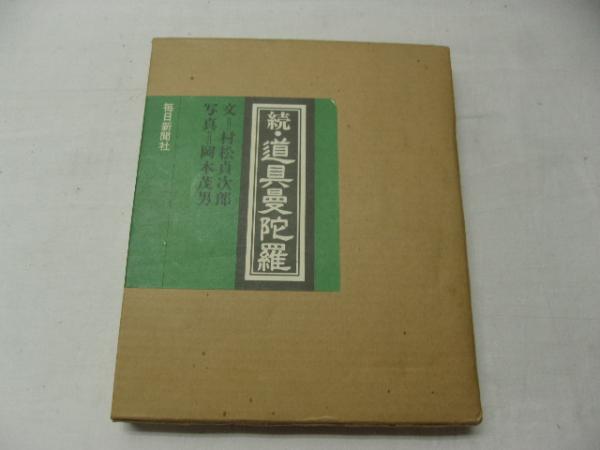 続・道具曼陀羅
文=村松貞次郎
写真=岡本茂男
毎日新聞社